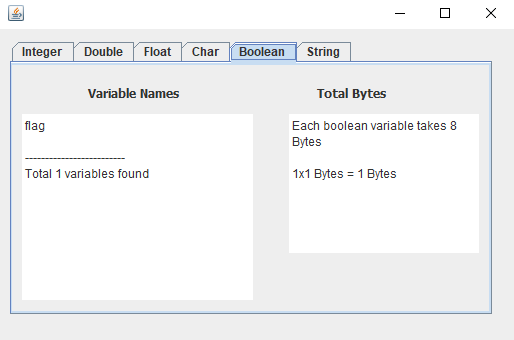 Integer Double Float Char Boolean String
Variable Names Total Bytes
flag
-------------------------
Total 1 variables found
Each boolean variable takes 8
Bytes
1x1 Bytes = 1 Bytes